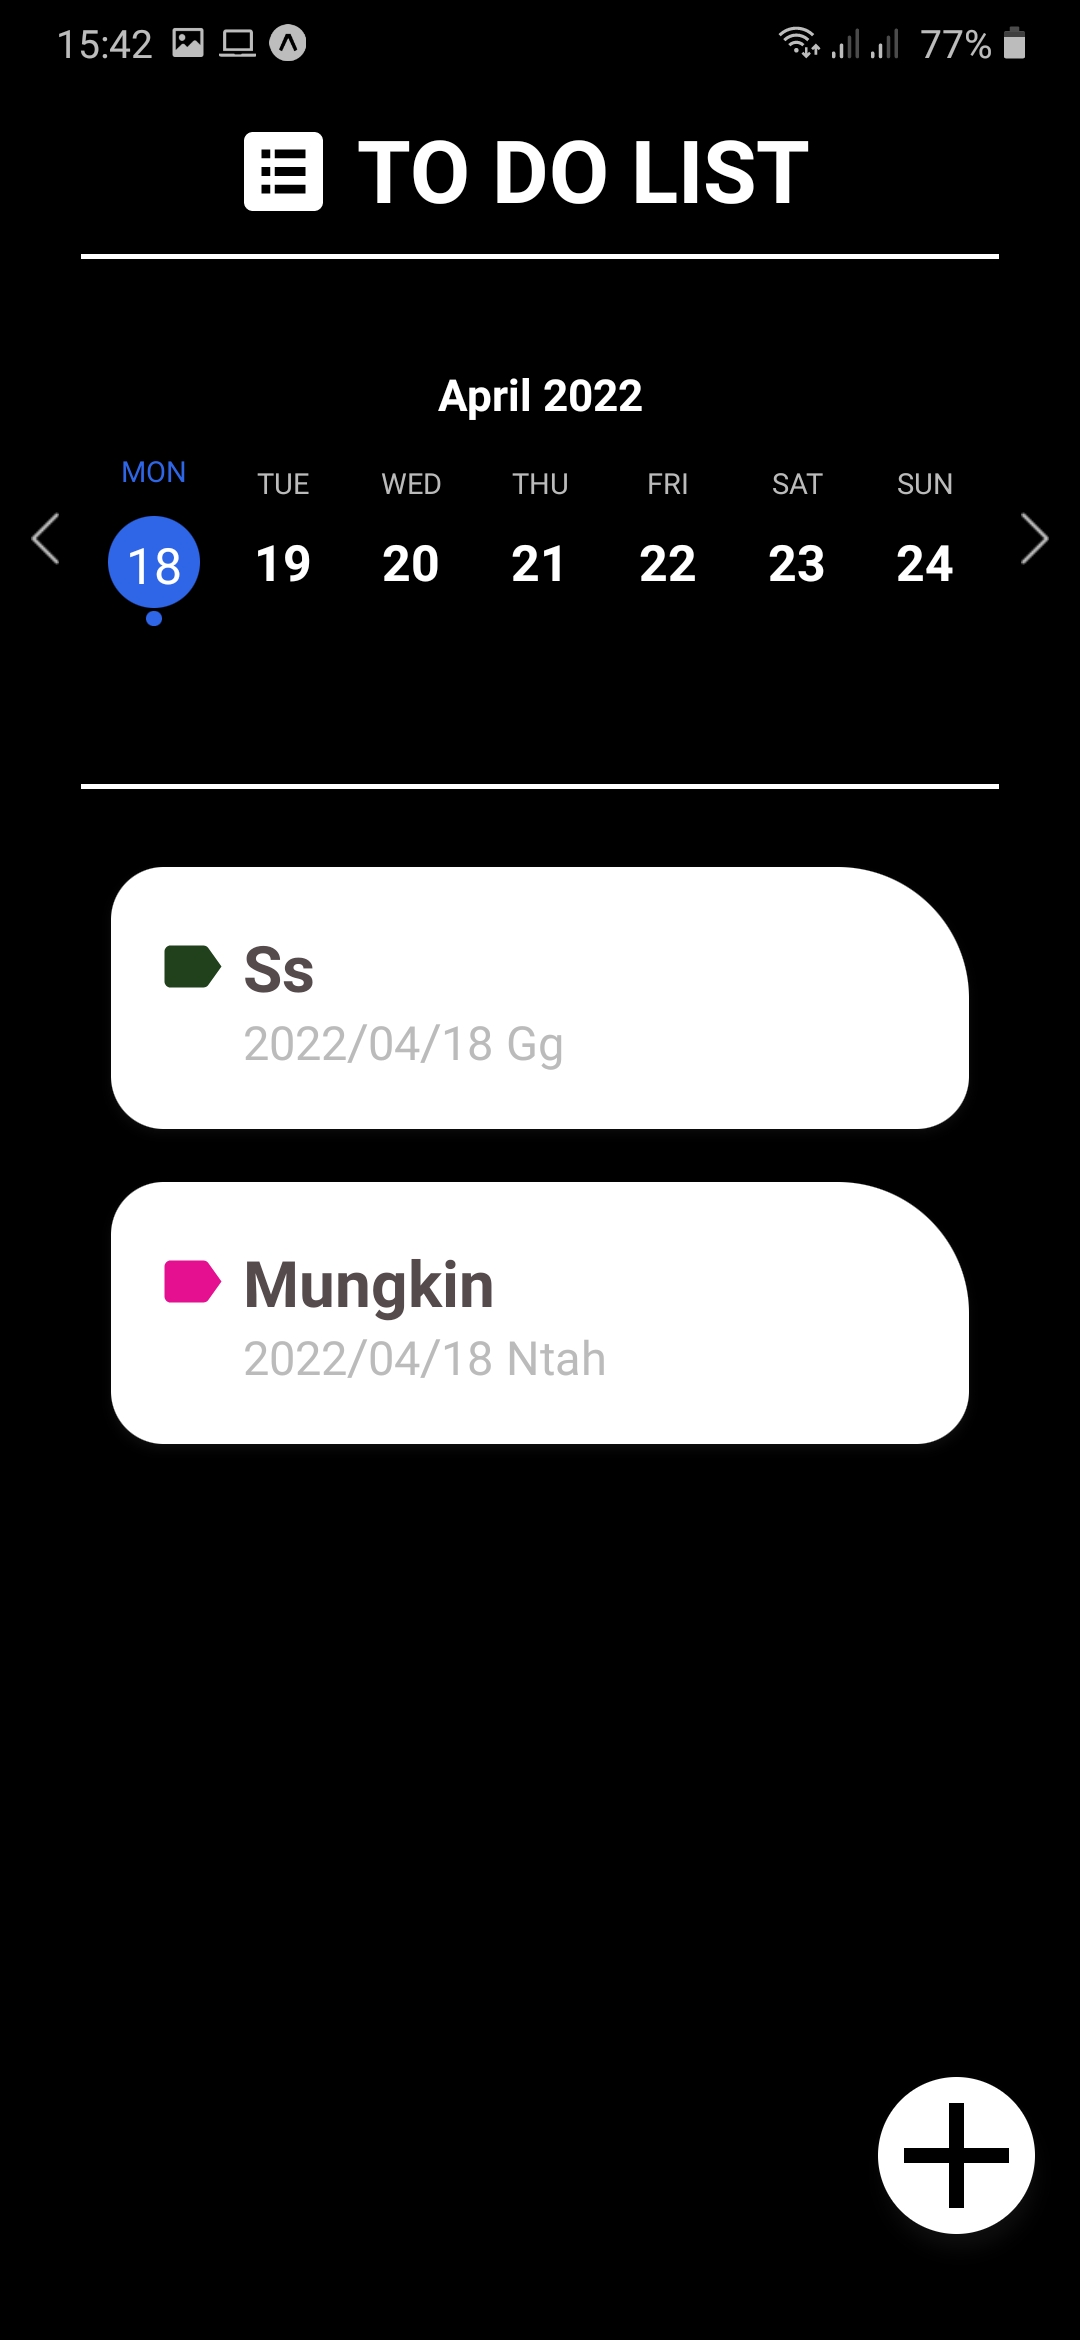 15:42 77%
TO DO LIST
April 2022
MON TUE WED THU FRI SAT SUN
18 19 20 21 22 23 24
Ss
2022/04/18 Gg
Mungkin
2022/04/18 Ntah